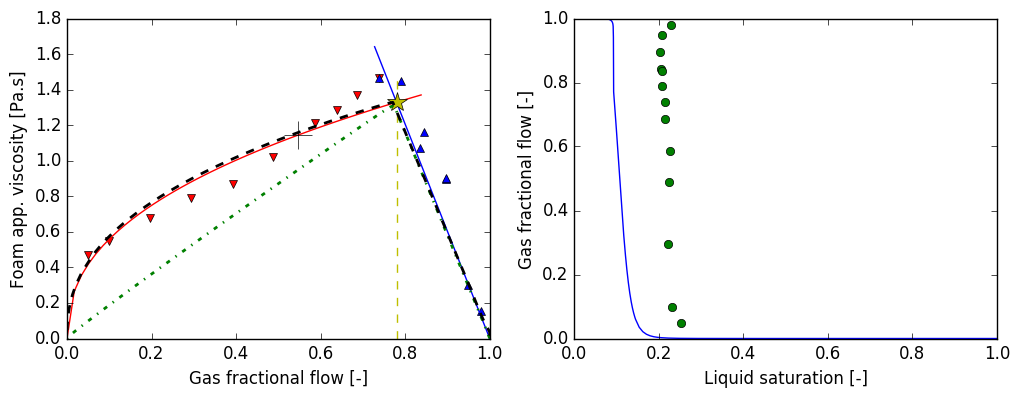 1.8
1.6
1.4
1.2
1.0
0.8
0.6
0.4
0.2
0.0
Foam app. viscosity [Pa.s]
0.0 0.2 0.4 0.6 0.8 1.0
Gas fractional flow [-]
1.0
0.8
0.6
0.4
0.2
0.0
Gas fractional flow [-]
0.0 0.2 0.4 0.6 0.8 1.0
Liquid saturation [-]